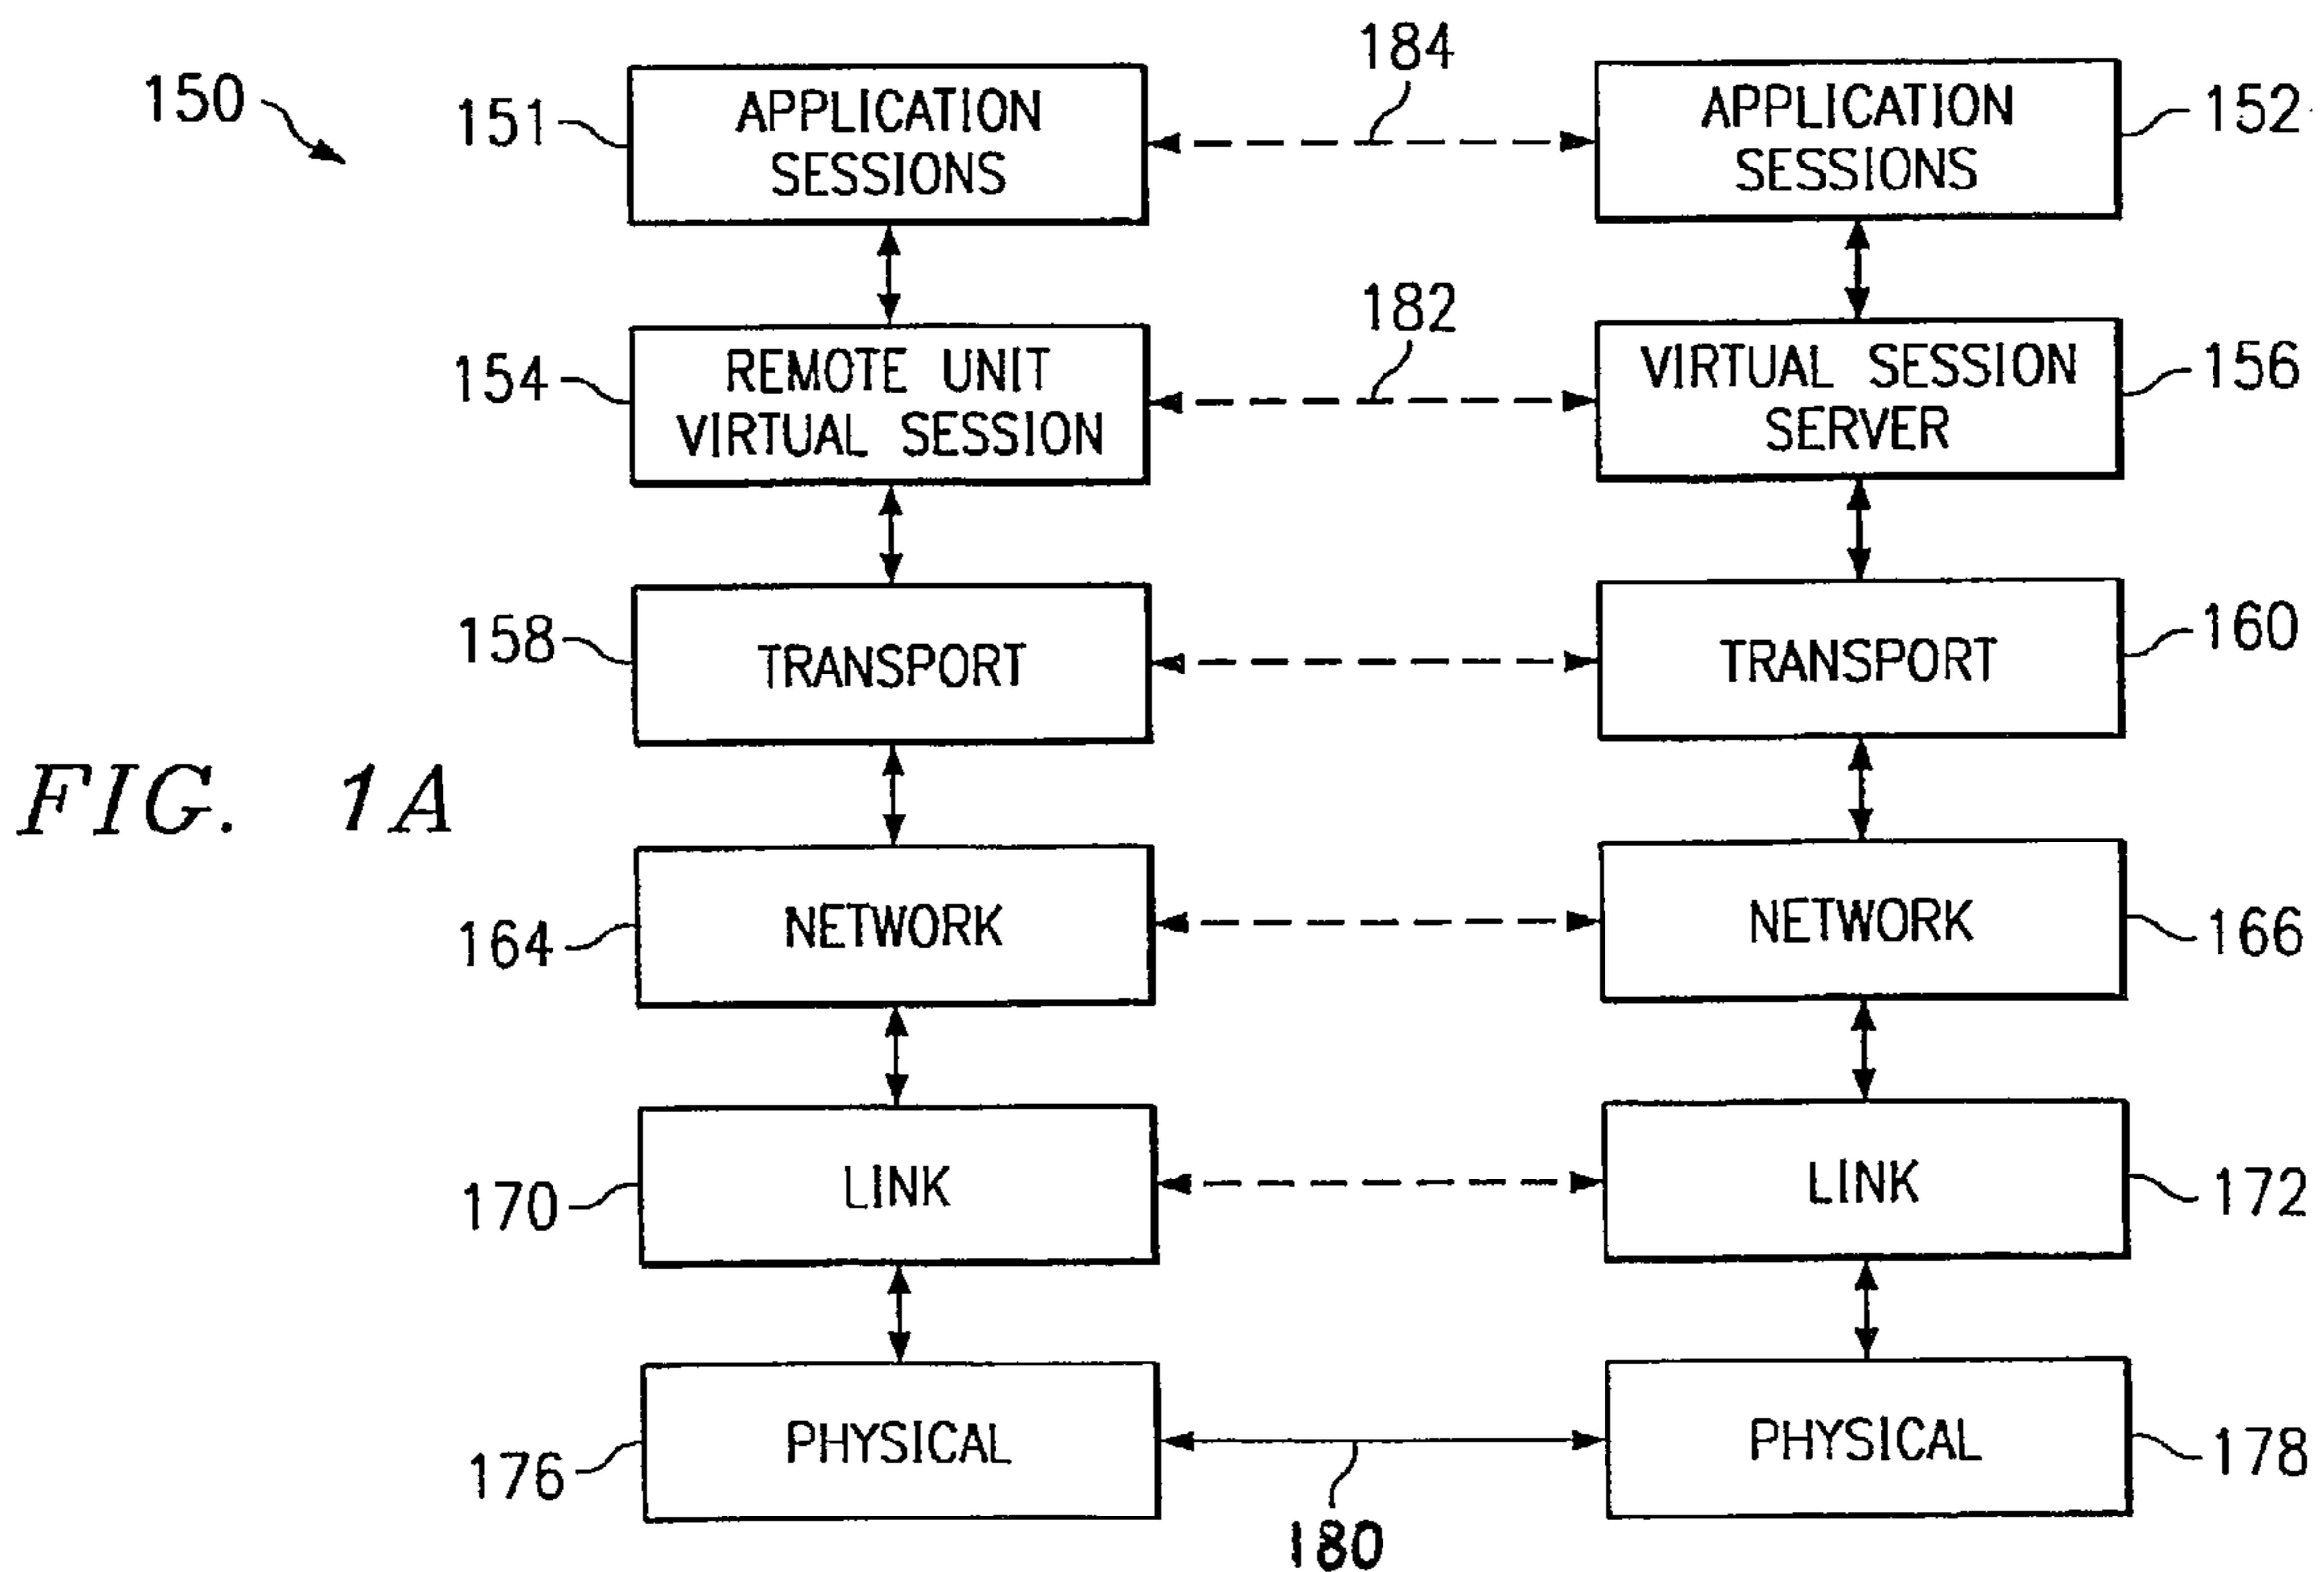 184
150
151
APPLICATION
SESSIONS
APPLICATION
SESSIONS
152
182
154
REMOTE UNIT
VIRTUAL SESSION
VIRTUAL SESSION
SERVER
156
158
TRANSPORT
TRANSPORT
160
FIG. 1A
164
NETWORK
NETWORK
166
170
LINK
LINK
172
176
PHYSICAL
PHYSICAL
178
180